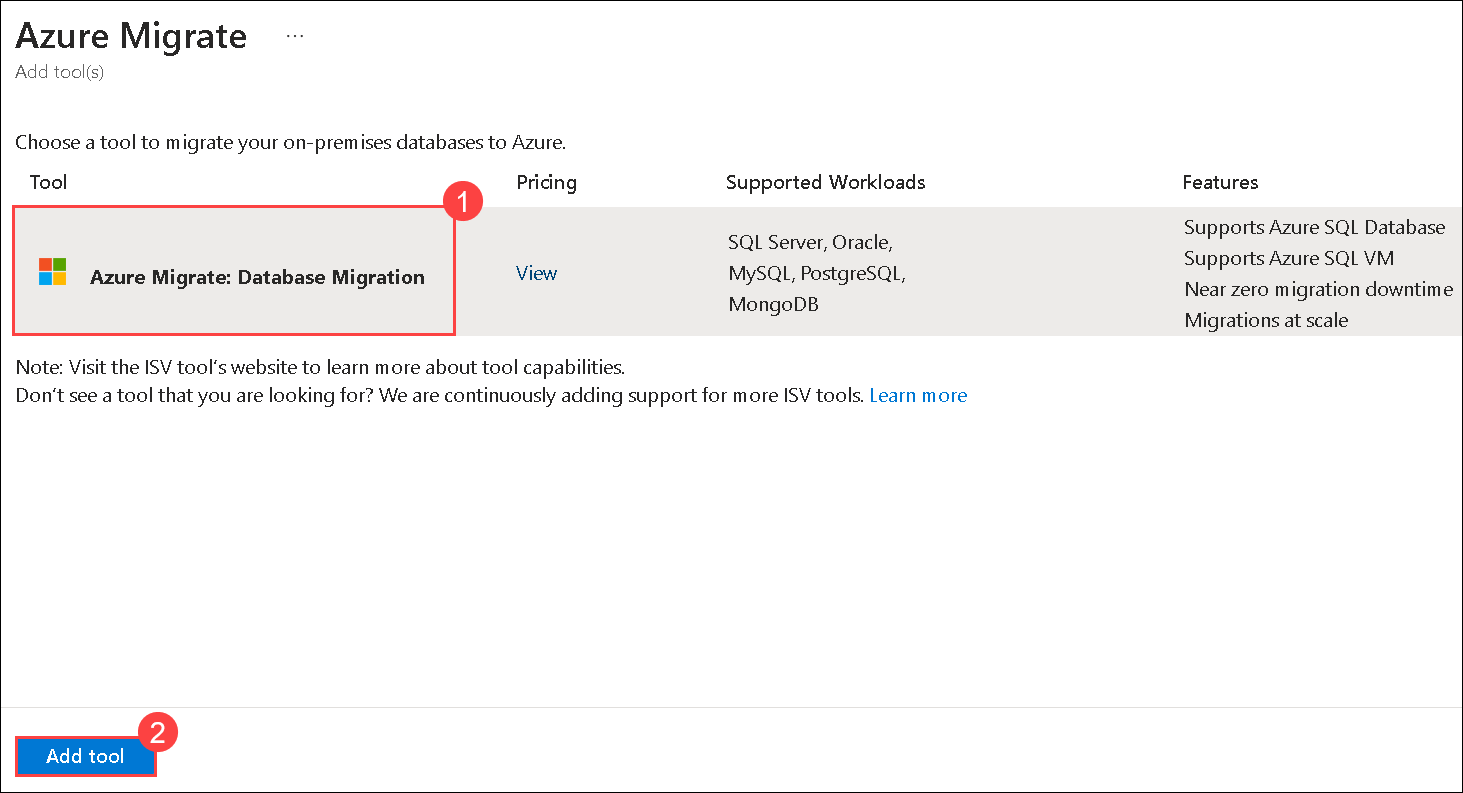 Azure Migrate ...
Add tool(s)
Choose a tool to migrate your on-premises databases to Azure.
Tool Pricing Supported Workloads Features
1
Azure Migrate: Database Migration
View
SQL Server, Oracle,
MySQL, PostgreSQL,
MongoDB
Supports Azure SQL Database
Supports Azure SQL VM
Near zero migration downtime
Migrations at scale
Note: Visit the ISV tool's website to learn more about tool capabilities.
Don't see a tool that you are looking for? We are continuously adding support for more ISV tools. Learn more
2
Add tool